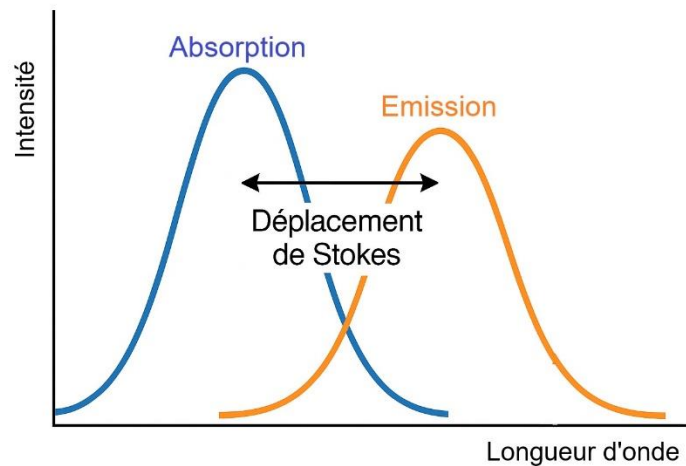 Absorption
Emission
Intensité
Déplacement
de Stokes
Longueur d'onde